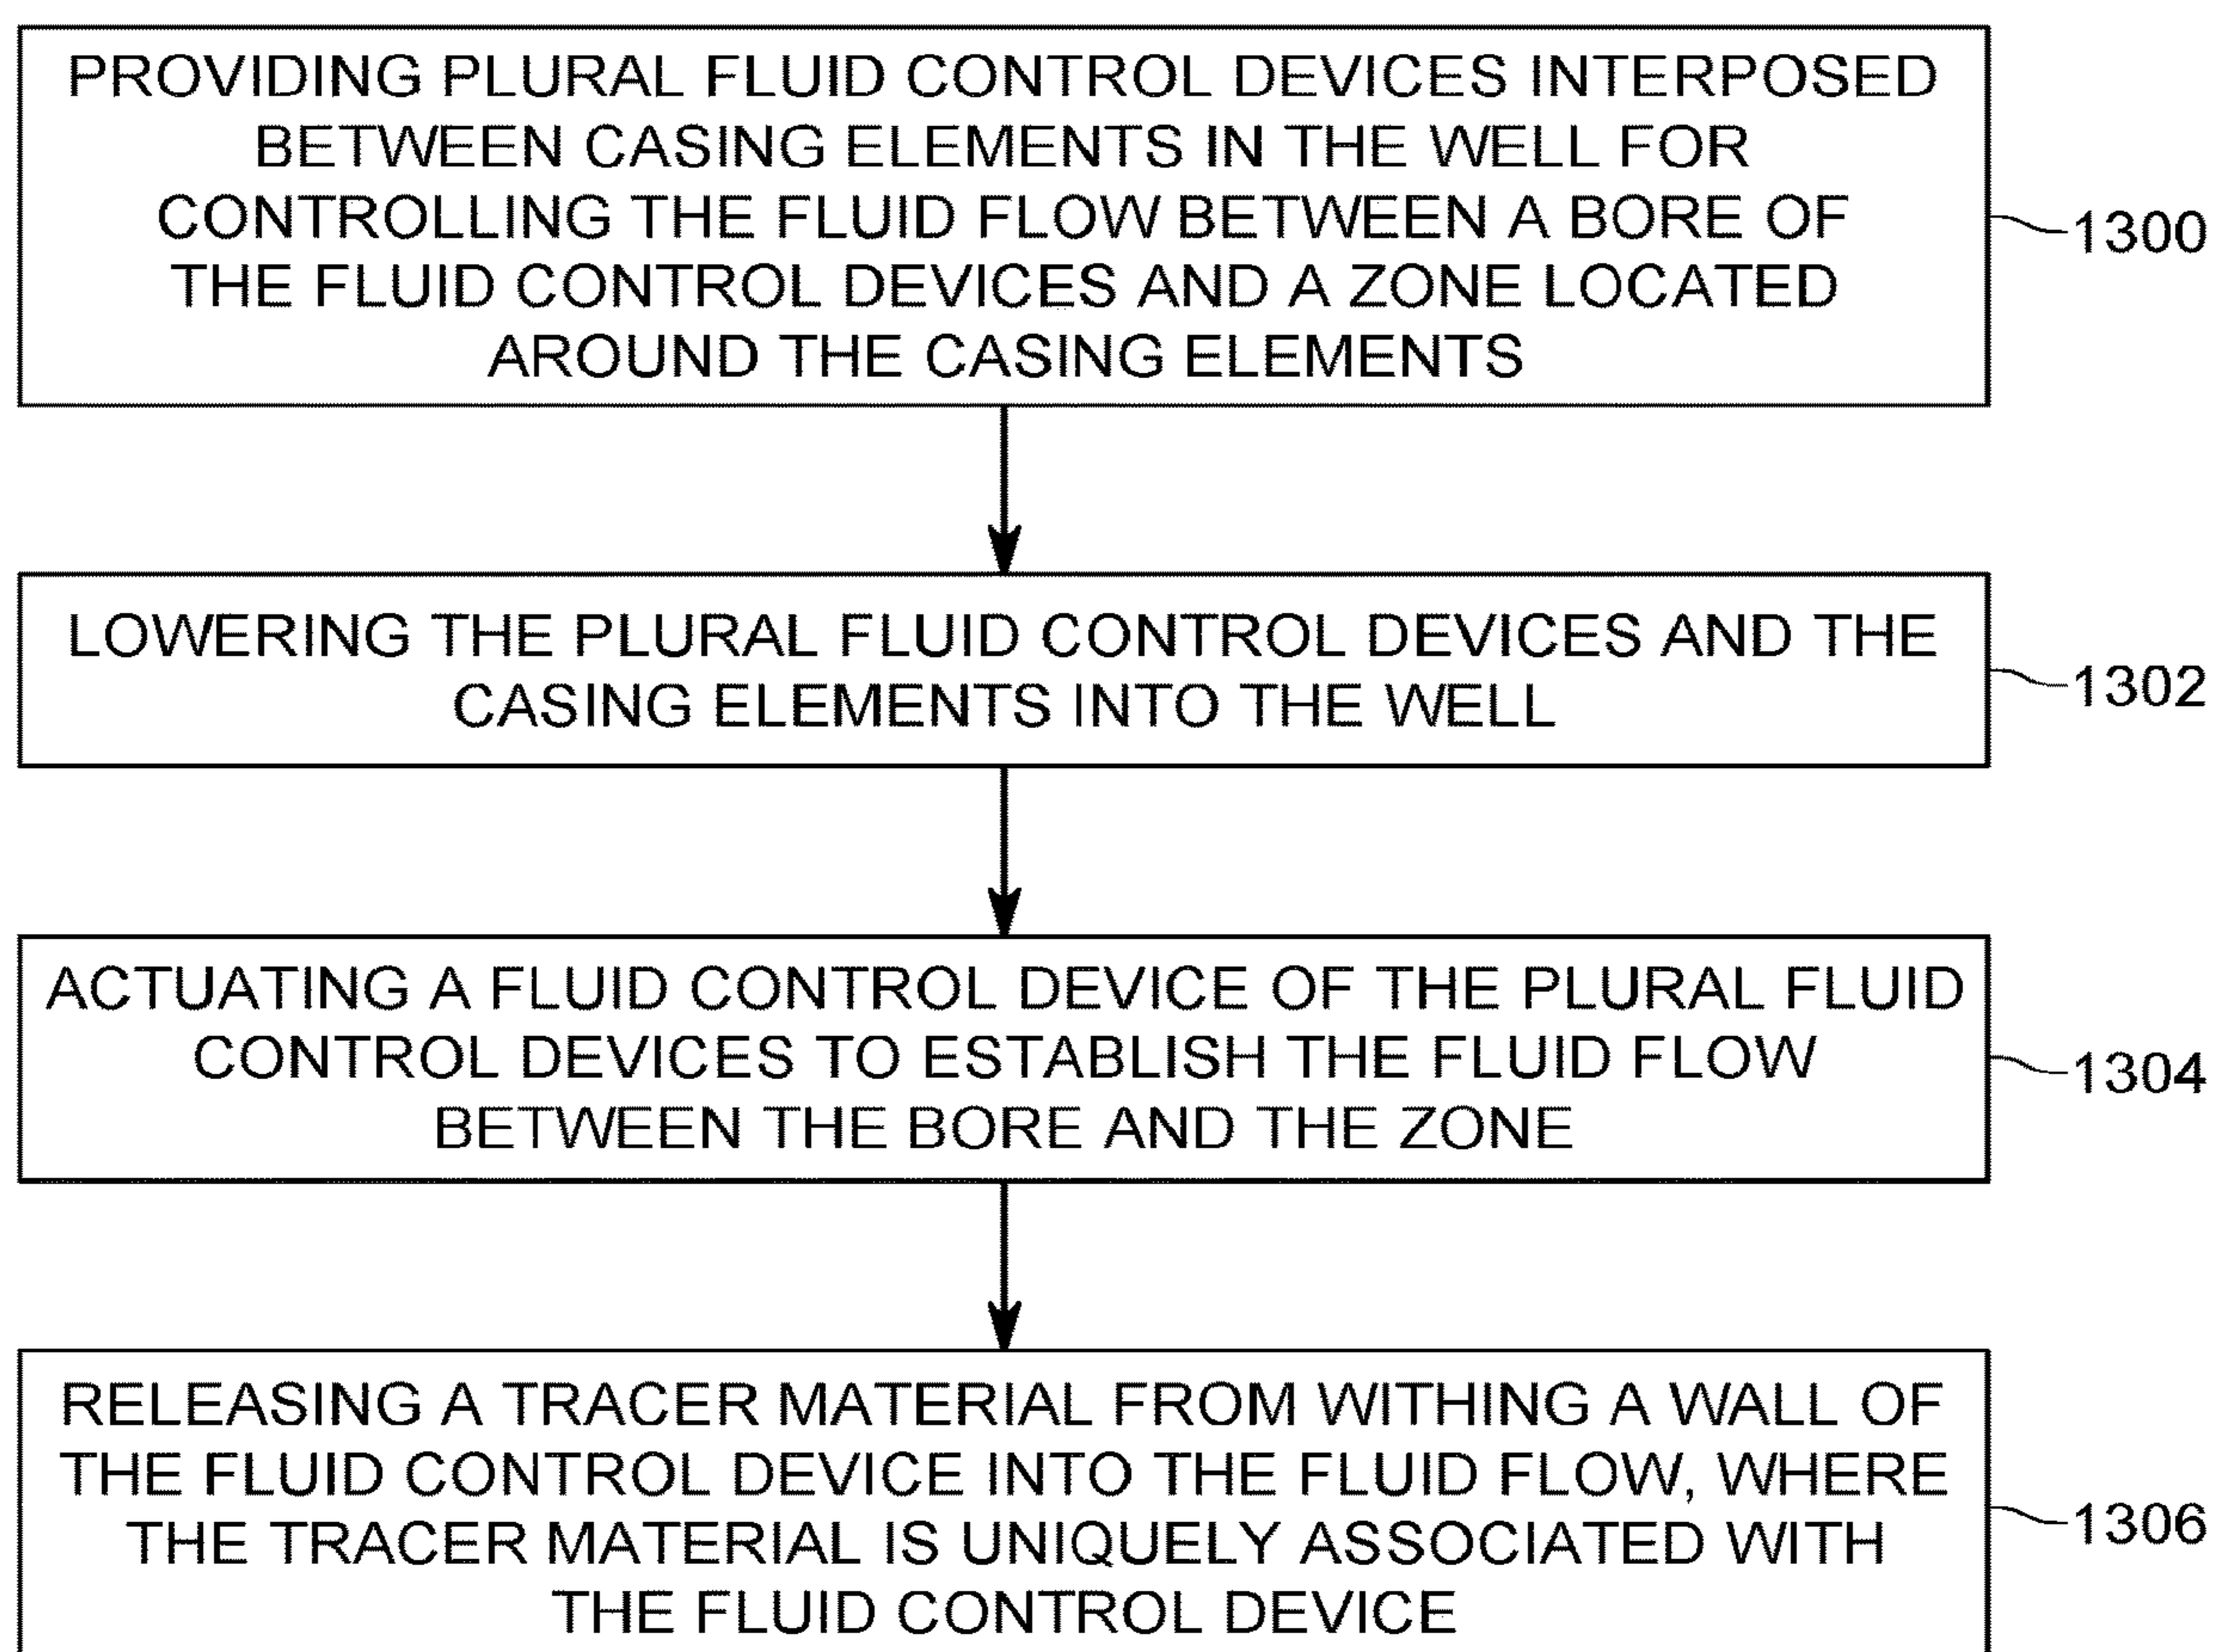 PROVIDING PLURAL FLUID CONTROL DEVICES INTERPOSED
BETWEEN CASING ELEMENTS IN THE WELL FOR
CONTROLLING THE FLUID FLOW BETWEEN A BORE OF
THE FLUID CONTROL DEVICES AND A ZONE LOCATED
AROUND THE CASING ELEMENTS
1300
LOWERING THE PLURAL FLUID CONTROL DEVICES AND THE
CASING ELEMENTS INTO THE WELL
1302
ACTUATING A FLUID CONTROL DEVICE OF THE PLURAL FLUID
CONTROL DEVICES TO ESTABLISH THE FLUID FLOW
BETWEEN THE BORE AND THE ZONE
1304
RELEASING A TRACER MATERIAL FROM WITHING A WALL OF
THE FLUID CONTROL DEVICE INTO THE FLUID FLOW, WHERE
THE TRACER MATERIAL IS UNIQUELY ASSOCIATED WITH
THE FLUID CONTROL DEVICE
1306